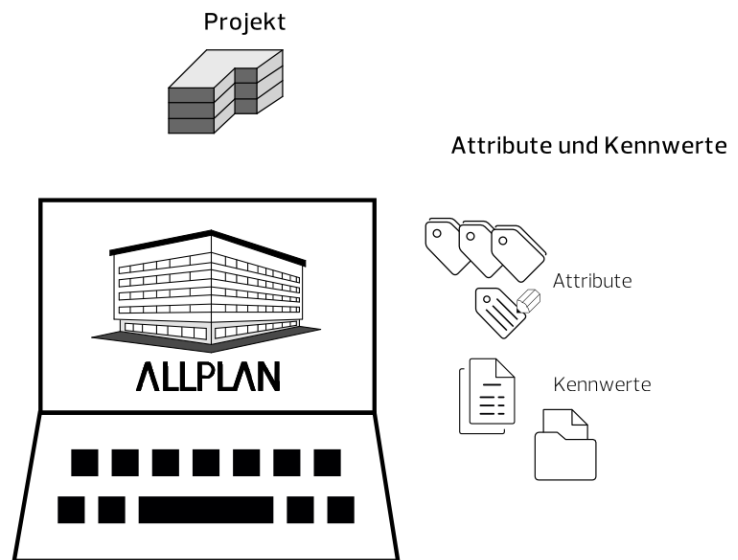 Projekt
Attribute und Kennwerte
Attribute
ALLPLAN
Kennwerte